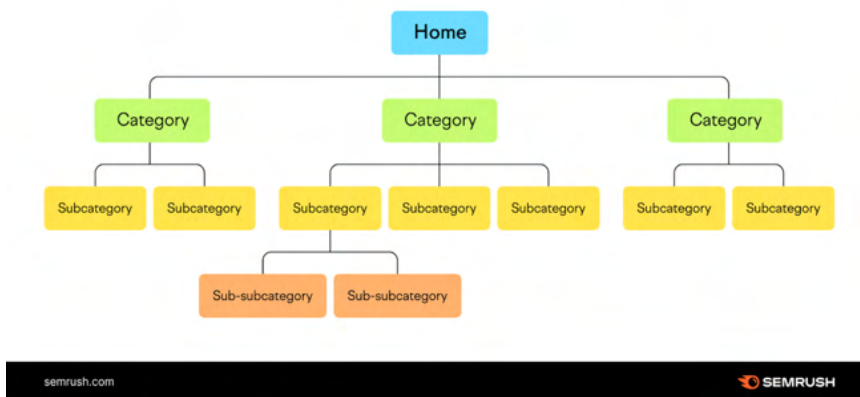 Home
Category Category Category
Subcategory Subcategory Subcategory Subcategory Subcategory Subcategory Subcategory
Sub-subcategory Sub-subcategory
semrush.com SEMRUSH